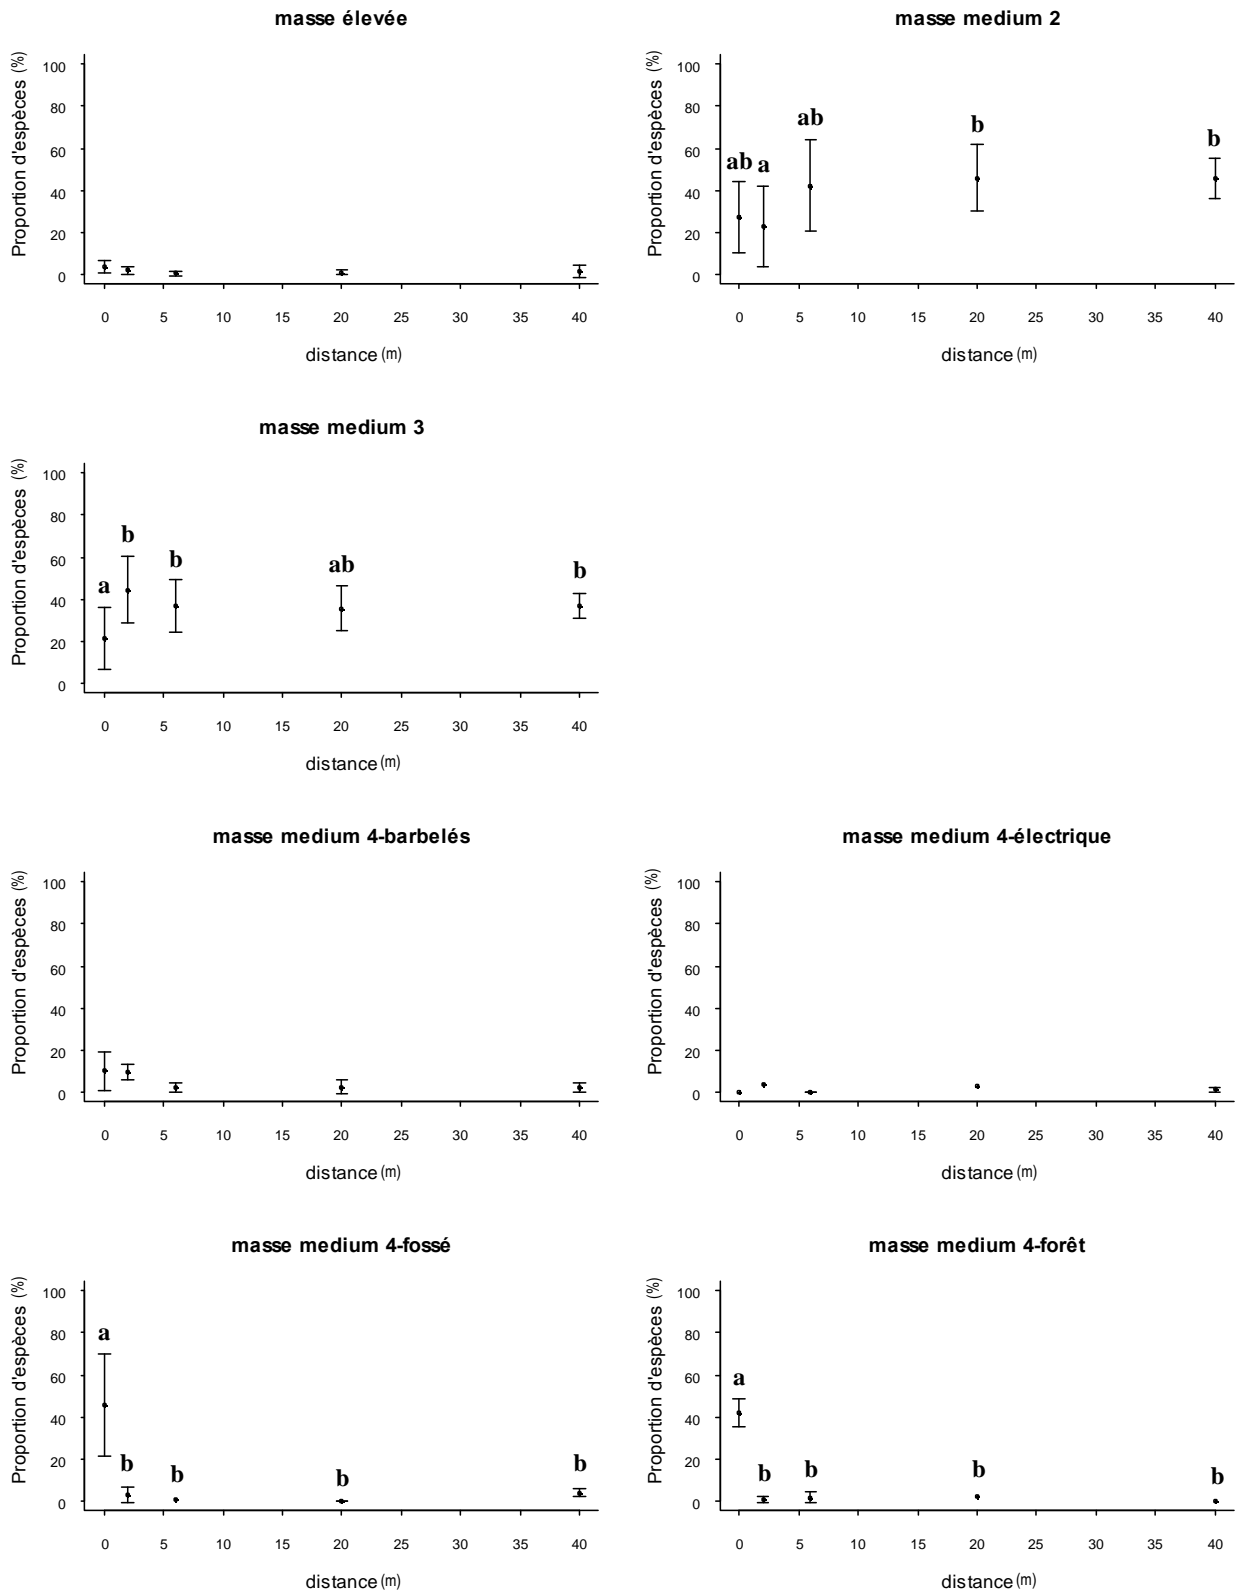 masse élevée
Proportion d'espèces (%)
100
80
60
40
20
0
0 5 10 15 20 25 30 35 40
distance (m)
masse medium 2
Proportion d'espèces (%)
100
80
60
40
20
0
ab a ab b b
0 5 10 15 20 25 30 35 40
distance (m)
masse medium 3
Proportion d'espèces (%)
100
80
60
40
20
0
a b b ab b
0 5 10 15 20 25 30 35 40
distance (m)
masse medium 4-barbelés
Proportion d'espèces (%)
100
80
60
40
20
0
0 5 10 15 20 25 30 35 40
distance (m)
masse medium 4-électrique
Proportion d'espèces (%)
100
80
60
40
20
0
0 5 10 15 20 25 30 35 40
distance (m)
masse medium 4-fossé
Proportion d'espèces (%)
100
80
60
40
20
0
a b b b b
0 5 10 15 20 25 30 35 40
distance (m)
masse medium 4-forêt
Proportion d'espèces (%)
100
80
60
40
20
0
a b b b b
0 5 10 15 20 25 30 35 40
distance (m)